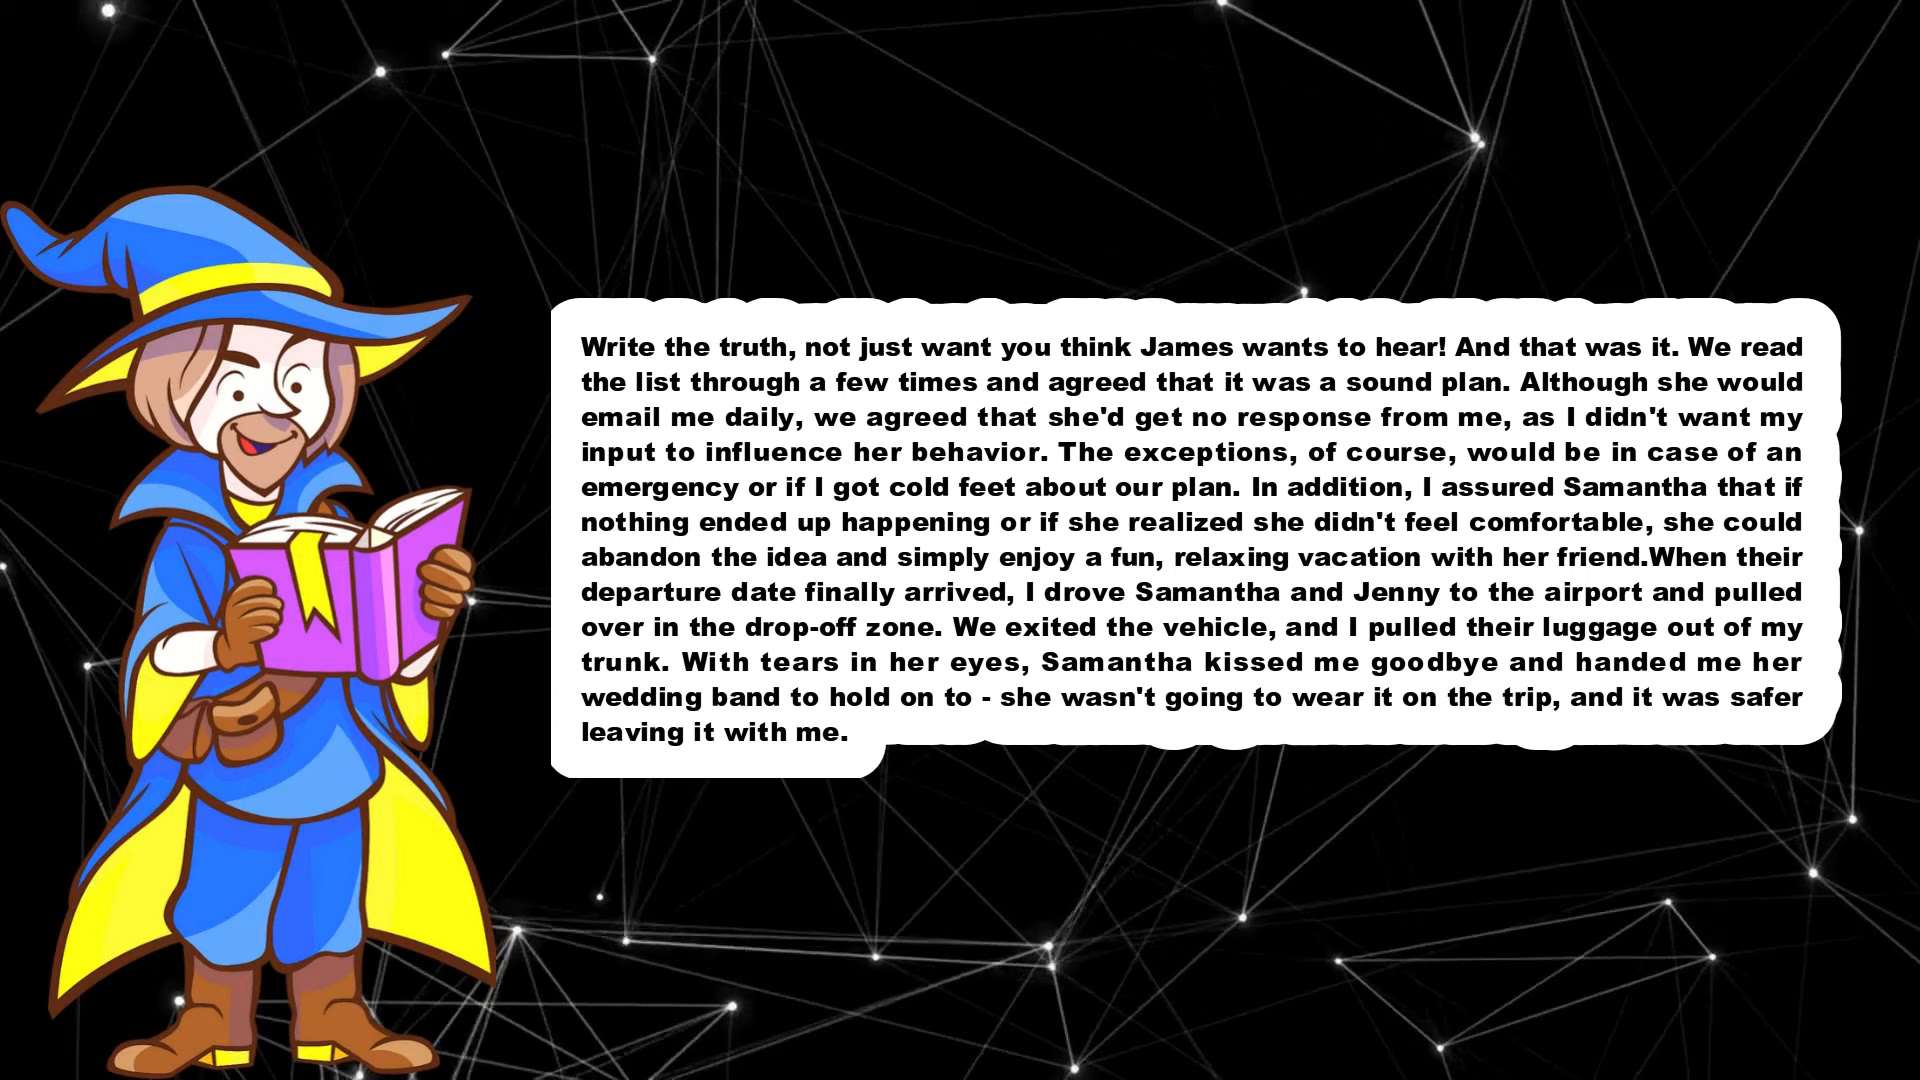 Write the truth, not just want you think James wants to hear! And that was it. We read
the list through a few times and agreed that it was a sound plan. Although she would
email me daily, we agreed that she'd get no response from me, as I didn't want my
input to influence her behavior. The exceptions, of course, would be in case of an
emergency or if I got cold feet about our plan. In addition, I assured Samantha that if
nothing ended up happening or if she realized she didn't feel comfortable, she could
abandon the idea and simply enjoy a fun, relaxing vacation with her friend.When their
departure date finally arrived, I drove Samantha and Jenny to the airport and pulled
over in the drop-off zone. We exited the vehicle, and I pulled their luggage out of my
trunk. With tears in her eyes, Samantha kissed me goodbye and handed me her
wedding band to hold on to - she wasn't going to wear it on the trip, and it was safer
leaving it with me.